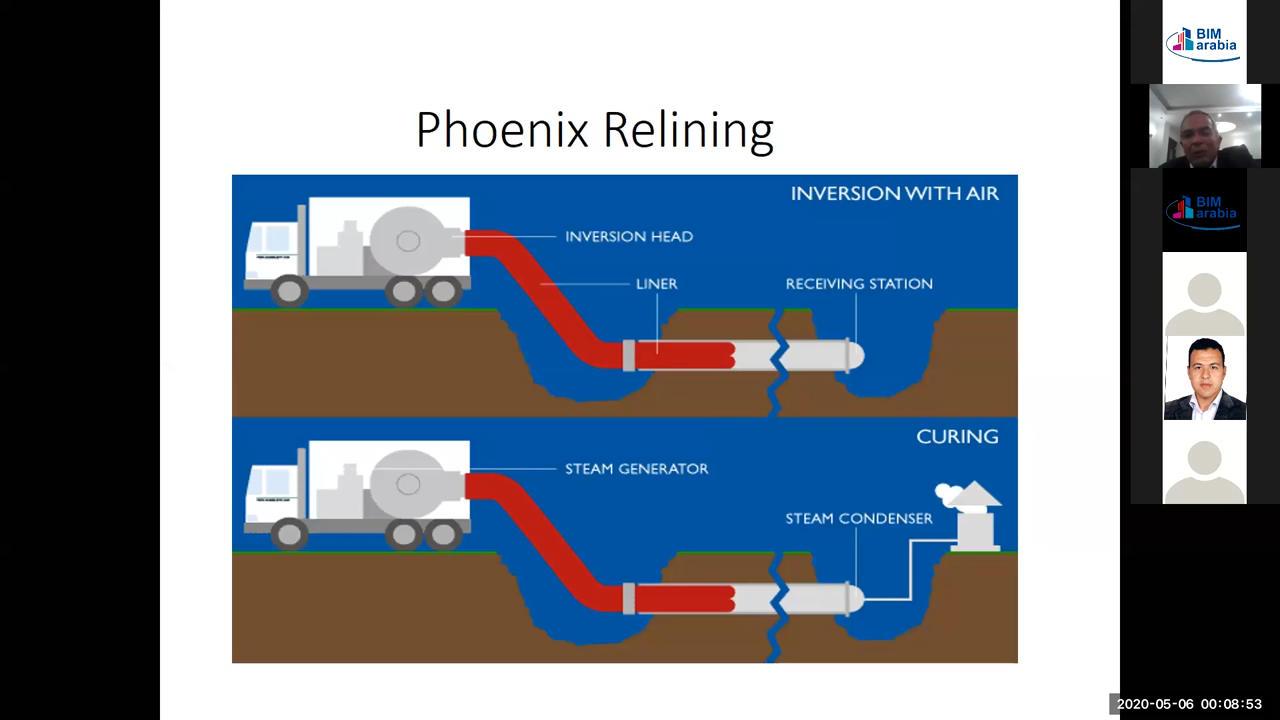 Phoenix Relining
INVERSION WITH AIR
INVERSION HEAD
LINER
RECEIVING STATION
CURING
STEAM GENERATOR
STEAM CONDENSER
BIM
arabia
BIM
arabia
2020-05-06 00:08:53